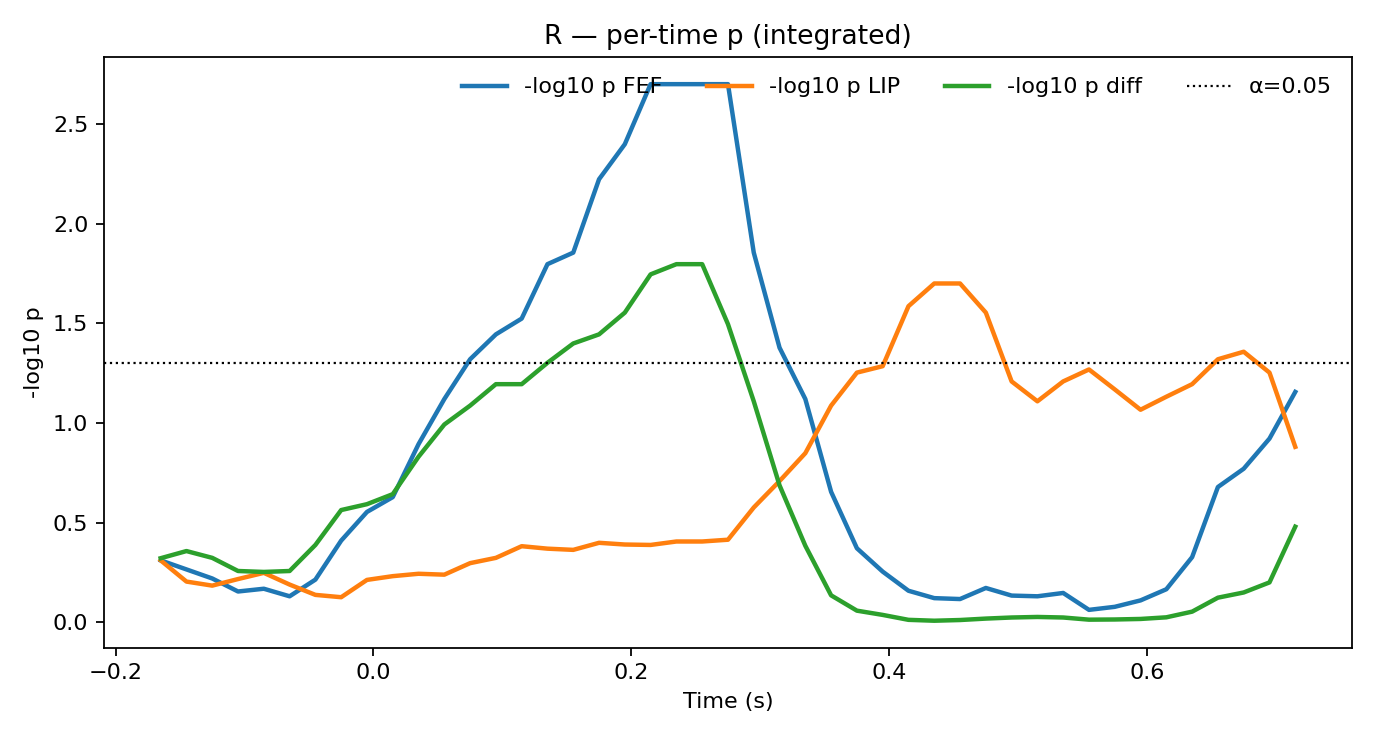 R — per-time p (integrated)
-log10 p FEF
-log10 p LIP
-log10 p diff
α=0.05
-log10 p
2.5
2.0
1.5
1.0
0.5
0.0
−0.2
0.0
0.2
0.4
0.6
Time (s)